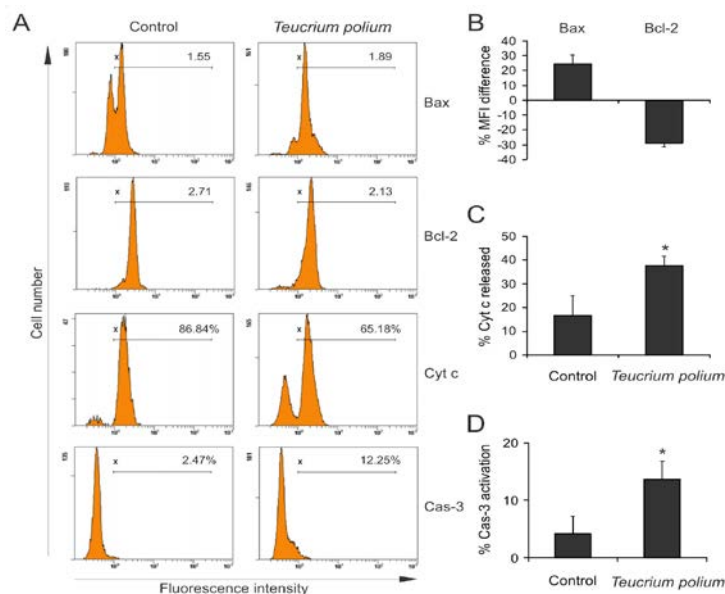 A
Control
Teucrium polium
x 1.55
x 1.89
Bax
x 2.71
x 2.13
Bcl-2
x 86.84%
x 65.18%
Cyt c
x 2.47%
x 12.25%
Cas-3
Cell number
Fluorescence intensity
B
Bax Bcl-2
% MFI difference
40
30
20
10
0
-10
-20
-30
-40
C
% Cyt c released
50
40
30
20
10
0
*
Control Teucrium polium
D
% Cas-3 activation
20
10
0
*
Control Teucrium polium